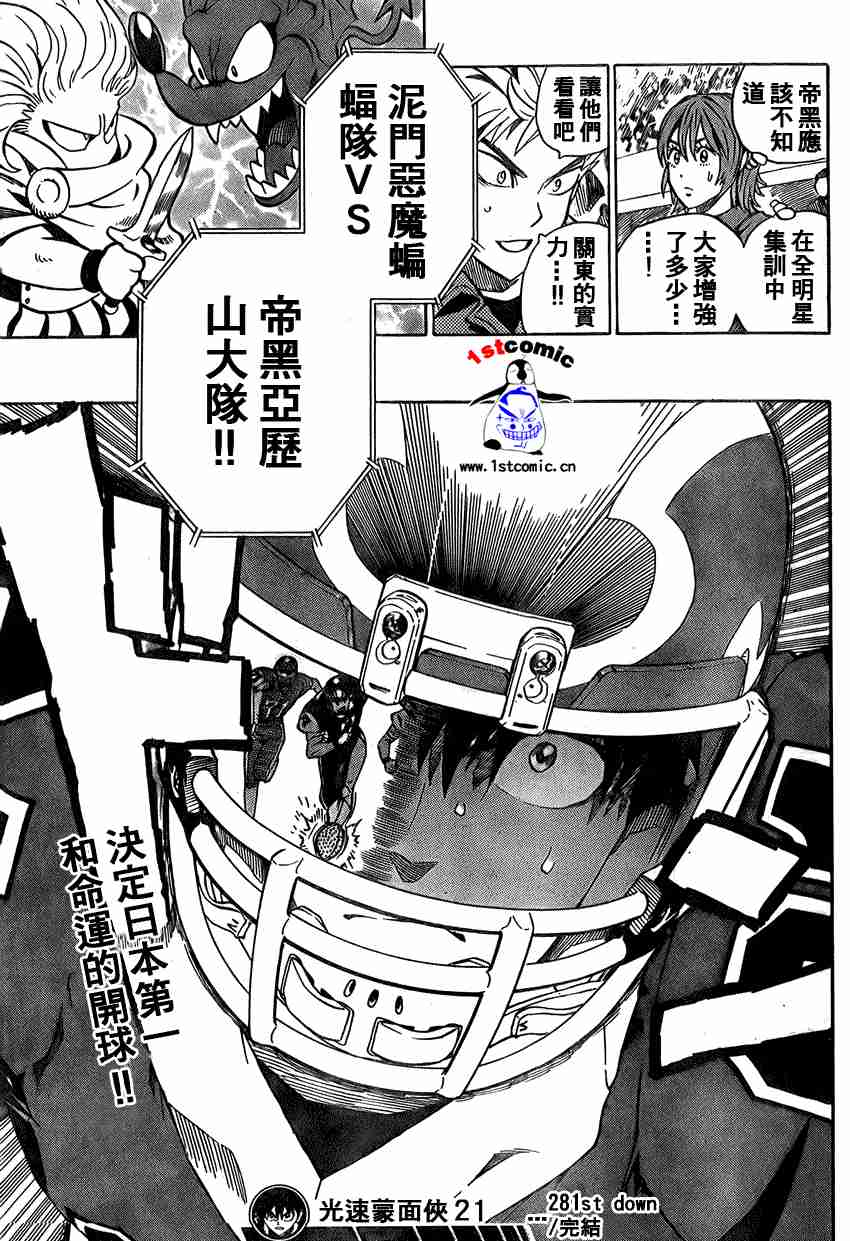 帝黑應
該不知
道
在全明星
集訓中
大家增強
了多少…
…!
讓他們
看看吧
關東的實
力…!!
泥門惡魔蝙
蝠隊VS
帝黑亞歷
山大隊!!
1stcomic
www.1stcomic.cn
決定日本第一
和命運的開球!!
光速蒙面俠21
281st down
…/完結